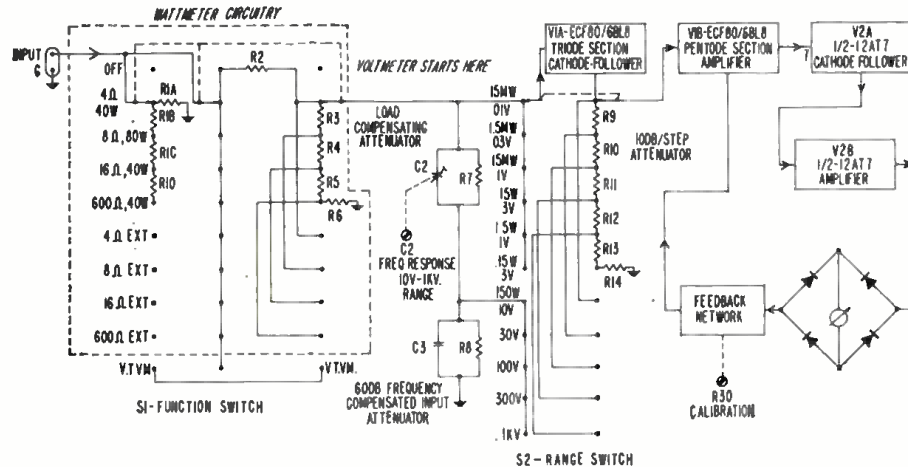 WATTMETER CIRCUITRY
INPUT
G
OFF
4Ω
40W
8Ω, 80W
16Ω, 40W
600Ω, 40W
4Ω EXT
8Ω EXT
16Ω EXT
600Ω EXT
V.T.VM
R1A
R1B
R1C
R1D
R2
R3
R4
R5
R6
V.T.VM.
S1-FUNCTION SWITCH
VOLTMETER STARTS HERE
LOAD
COMPENSATING
ATTENUATOR
C2
R7
C2
FREQ RESPONSE
10V-1KV.
RANGE
C3
R8
60DB FREQUENCY
COMPENSATED INPUT
ATTENUATOR
V1A-ECF80/6BL8
TRIODE SECTION
CATHODE-FOLLOWER
15MW
.01V
1.5MW
.03V
15MW
.1V
.15W
.3V
1.5W
1V
15W
3V
150W
10V
30V
100V
300V
.1KV
R9
R10
R11
R12
R13
R14
10DB/STEP
ATTENUATOR
S2-RANGE SWITCH
V1B-ECF80/6BL8
PENTODE SECTION
AMPLIFIER
7
V2A
1/2-12AT7
CATHODE FOLLOWER
V2B
1/2-12AT7
AMPLIFIER
FEEDBACK
NETWORK
R30
CALIBRATION